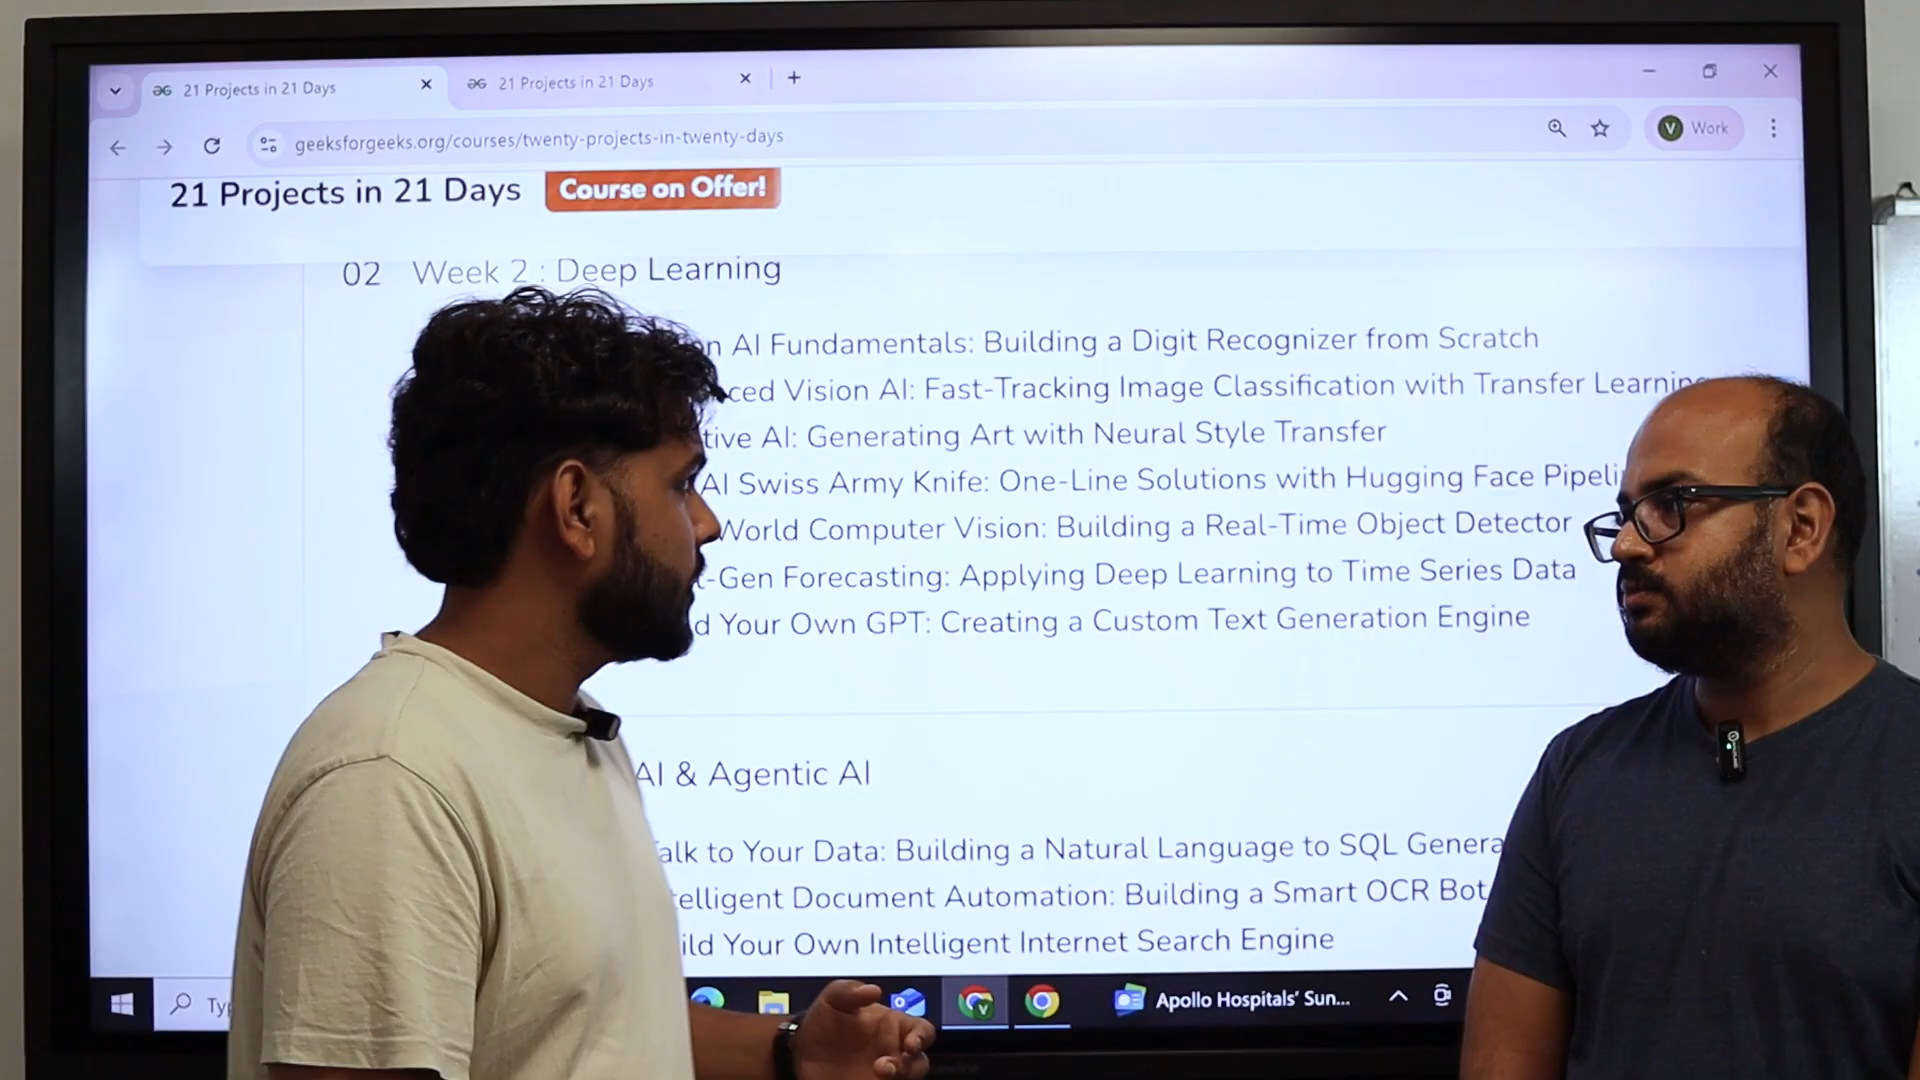 21 Projects in 21 Days
21 Projects in 21 Days
geeksforgeeks.org/courses/twenty-projects-in-twenty-days
V Work
21 Projects in 21 Days Course on Offer!
02 Week 2 : Deep Learning
AI Fundamentals: Building a Digit Recognizer from Scratch
Vision AI: Fast-Tracking Image Classification with Transfer
AI: Generating Art with Neural Style Transfer
AI Swiss Army Knife: One-Line Solutions with Hugging Face
World Computer Vision: Building a Real-Time Object Detector
-Gen Forecasting: Applying Deep Learning to Time Series Data
Your Own GPT: Creating a Custom Text Generation Engine
AI & Agentic AI
to Your Data: Building a Natural Language to SQL
Document Automation: Building a Smart OCR Bot
Your Own Intelligent Internet Search Engine
Apollo Hospitals' Sun...